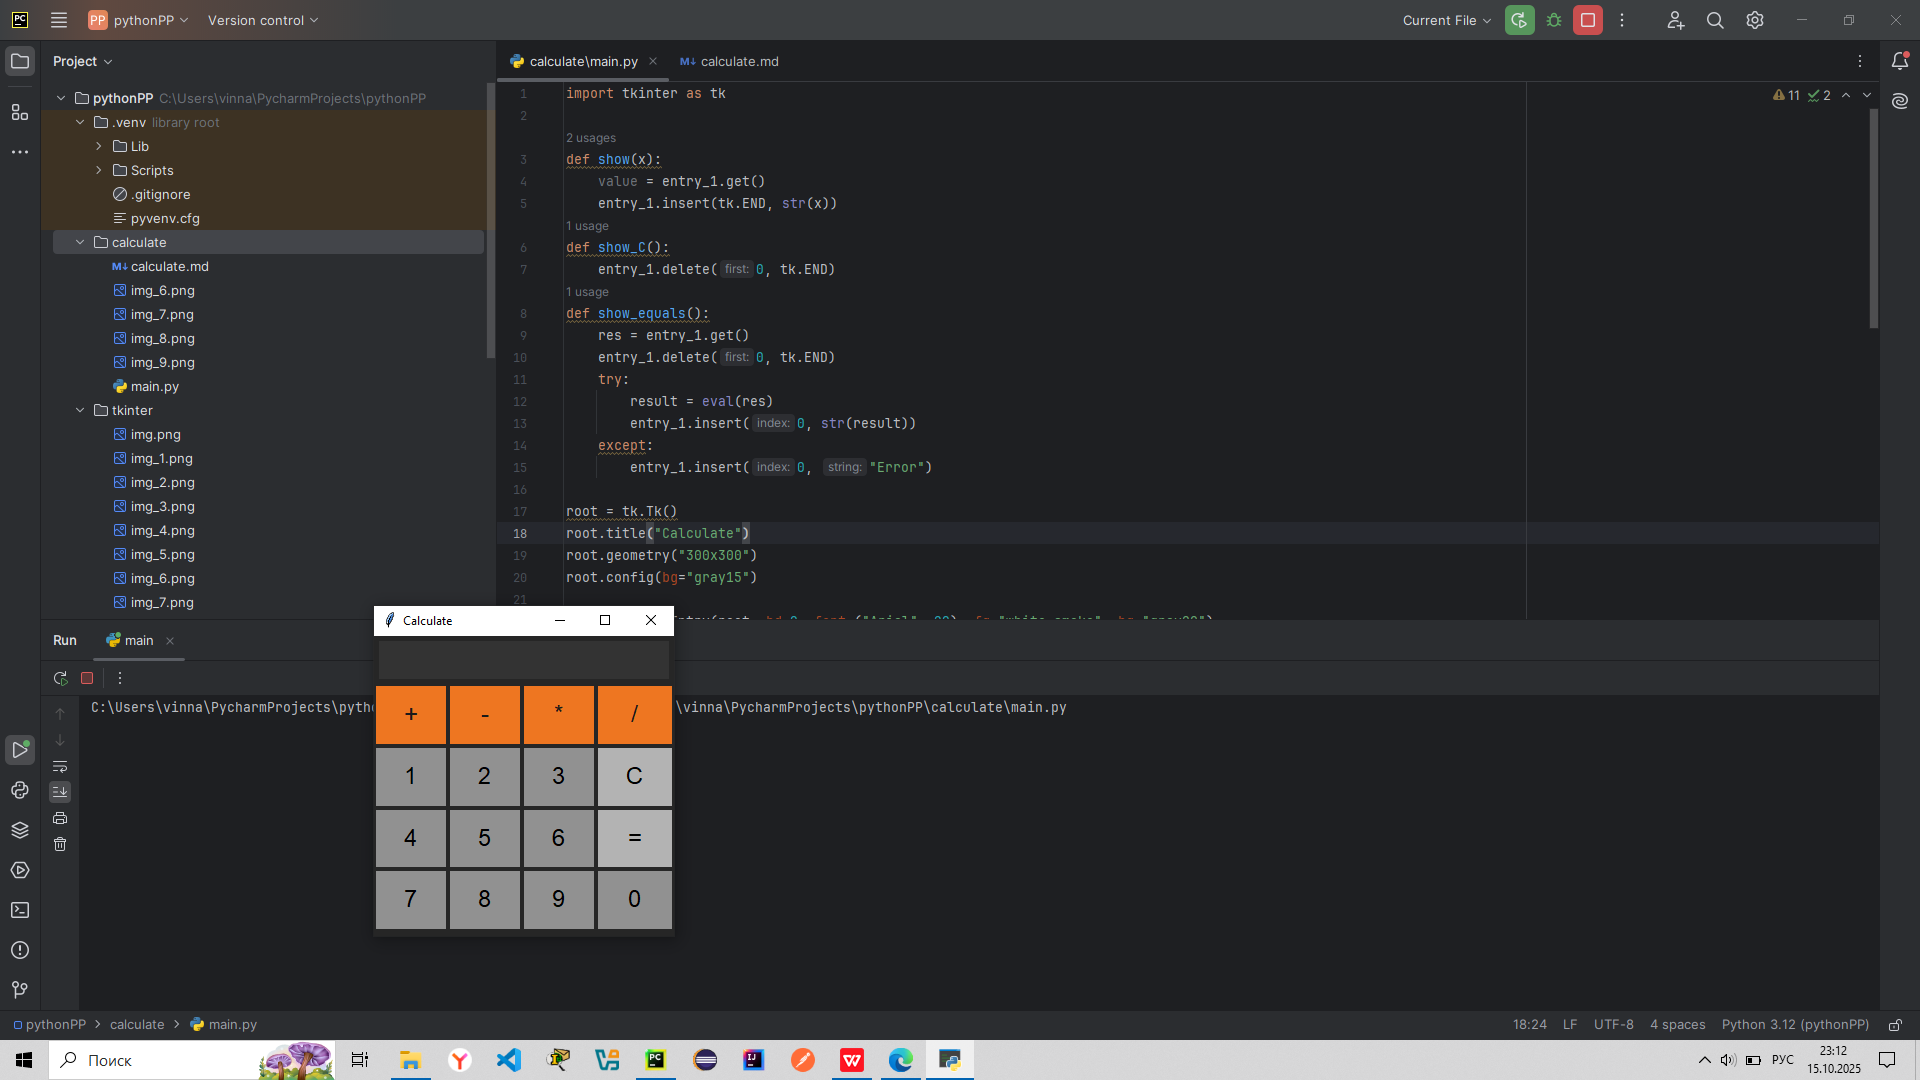 PC
PP pythonPP
Version control
Current File
Project
calculate\main.py
M↓ calculate.md
pythonPP C:\Users\vinna\PycharmProjects\pythonPP
.venv library root
Lib
Scripts
.gitignore
pyvenv.cfg
calculate
M↓ calculate.md
img_6.png
img_7.png
img_8.png
img_9.png
main.py
tkinter
img.png
img_1.png
img_2.png
img_3.png
img_4.png
img_5.png
img_6.png
img_7.png
11 2
1 import tkinter as tk
2
2 usages
3 def show(x):
4 value = entry_1.get()
5 entry_1.insert(tk.END, str(x))
1 usage
6 def show_C():
7 entry_1.delete( first: 0, tk.END)
1 usage
8 def show_equals():
9 res = entry_1.get()
10 entry_1.delete( first: 0, tk.END)
11 try:
12 result = eval(res)
13 entry_1.insert( index: 0, str(result))
14 except:
15 entry_1.insert( index: 0, string: "Error")
16
17 root = tk.Tk()
18 root.title("Calculate")
19 root.geometry("300x300")
20 root.config(bg="gray15")
21
Run
main
C:\Users\vinna\PycharmProjects\pytho
\vinna\PycharmProjects\pythonPP\calculate\main.py
Calculate
+ - * /
1 2 3 C
4 5 6 =
7 8 9 0
pythonPP > calculate > main.py
18:24 LF UTF-8 4 spaces Python 3.12 (pythonPP)
Поиск
РУС
23:12
15.10.2025